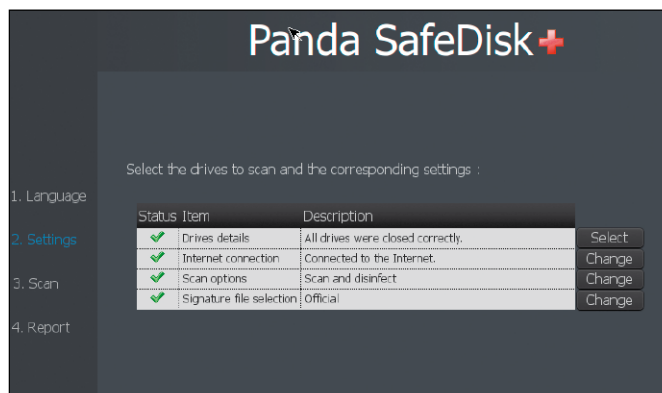 Panda SafeDisk
Select the drives to scan and the corresponding settings :
1. Language
2. Settings
3. Scan
4. Report
Status Item Description
Drives details All drives were closed correctly. Select
Internet connection Connected to the Internet. Change
Scan options Scan and disinfect Change
Signature file selection Official Change